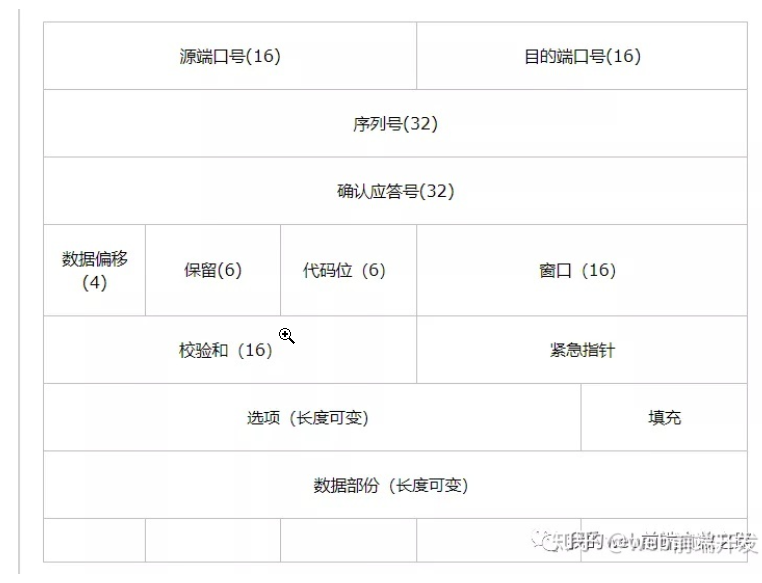 源端口号(16)
目的端口号(16)
序列号(32)
确认应答号(32)
数据偏移
(4)
保留(6)
代码位（6）
窗口（16）
校验和（16）
紧急指针
选项（长度可变）
填充
数据部份（长度可变）
知乎 @web前端开发